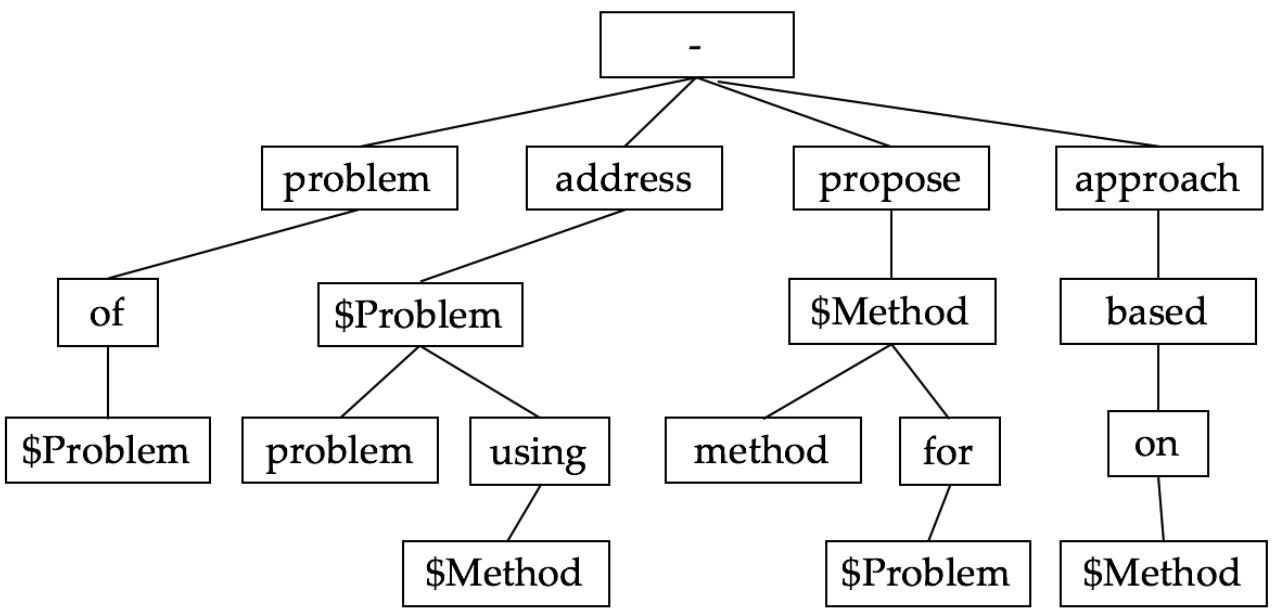 -
problem address propose approach
of $Problem $Method based
$Problem problem using method for on
$Method $Problem $Method